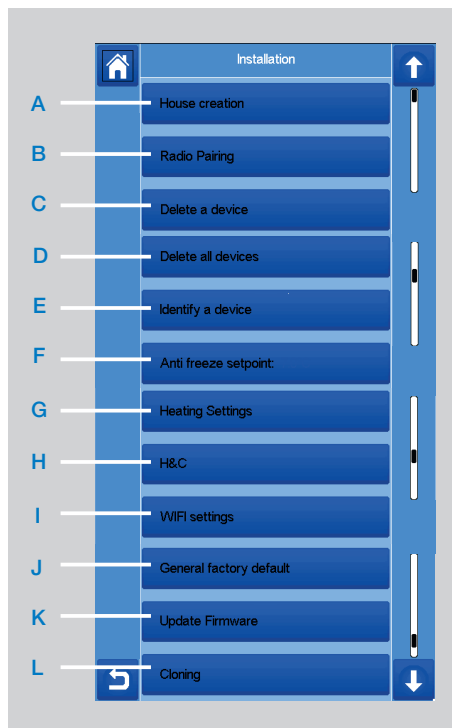 Installation
A House creation
B Radio Pairing
C Delete a device
D Delete all devices
E Identify a device
F Anti freeze setpoint:
G Heating Settings
H H&C
I WIFI settings
J General factory default
K Update Firmware
L Cloning